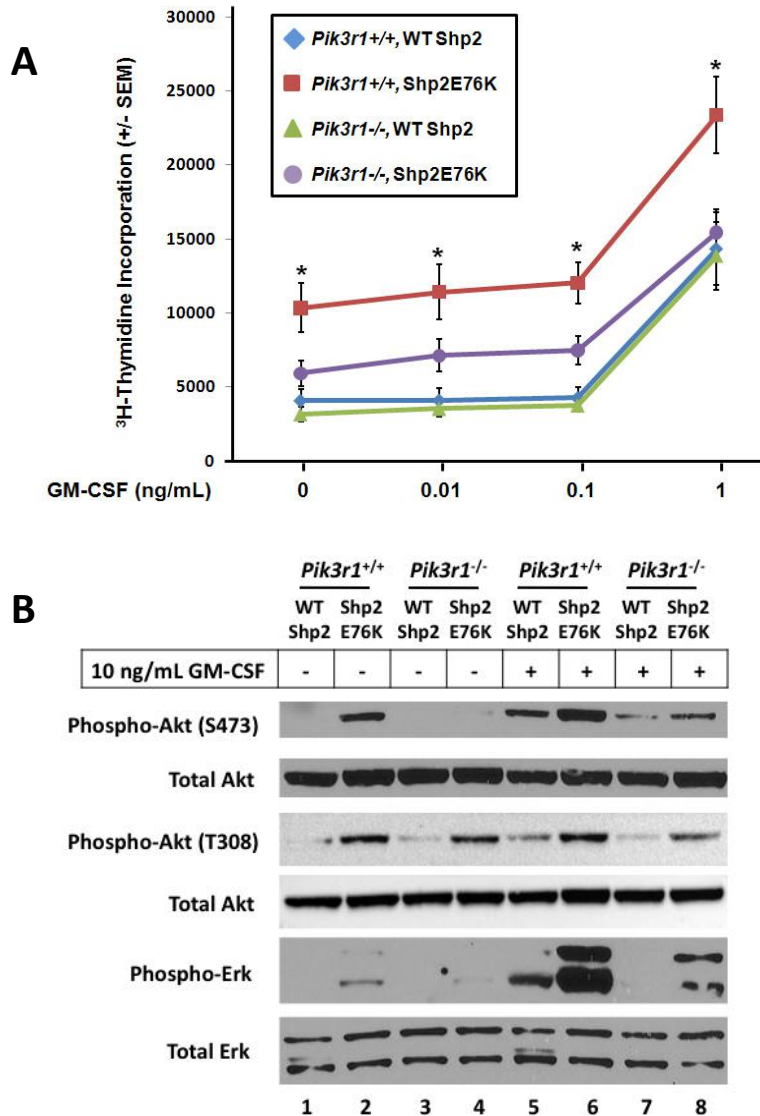 A
³H-Thymidine Incorporation (+/- SEM)
30000
25000
20000
15000
10000
5000
0
Pik3r1+/+, WT Shp2
Pik3r1+/+, Shp2E76K
Pik3r1-/-, WT Shp2
Pik3r1-/-, Shp2E76K
* * * *
GM-CSF (ng/mL) 0 0.01 0.1 1
B
Pik3r1+/+ Pik3r1-/- Pik3r1+/+ Pik3r1-/-
WT Shp2 WT Shp2 WT Shp2 WT Shp2
Shp2 E76K Shp2 E76K Shp2 E76K Shp2 E76K
10 ng/mL GM-CSF - - - - + + + +
Phospho-Akt (S473)
Total Akt
Phospho-Akt (T308)
Total Akt
Phospho-Erk
Total Erk
1 2 3 4 5 6 7 8